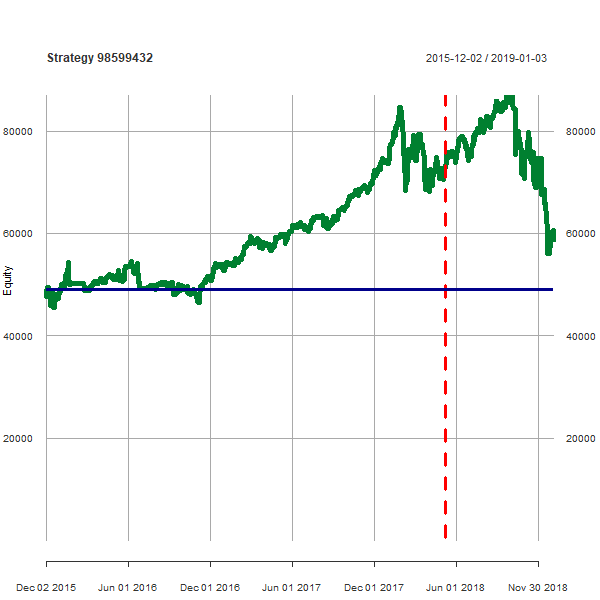 Strategy 98599432 2015-12-02 / 2019-01-03
80000 80000
60000 60000
Equity
40000 40000
20000 20000
Dec 02 2015 Jun 01 2016 Dec 01 2016 Jun 01 2017 Dec 01 2017 Jun 01 2018 Nov 30 2018